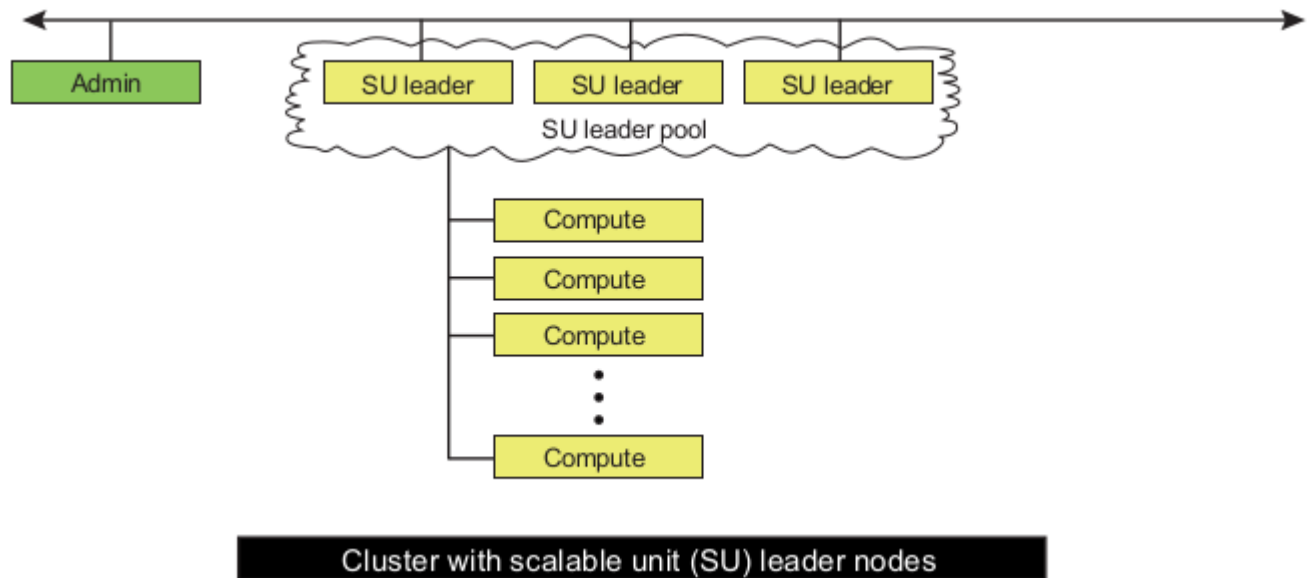 Admin
SU leader
SU leader
SU leader
SU leader pool
Compute
Compute
Compute
Compute
Cluster with scalable unit (SU) leader nodes